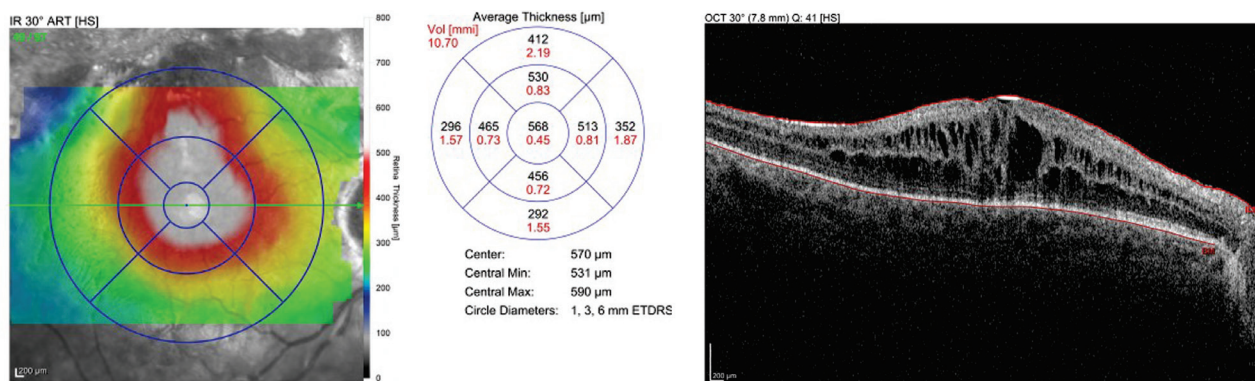 IR 30° ART [HS]
800
700
600
500
400
300
200
100
0
Retina Thickness [µm]
200 µm
Average Thickness [µm]
Vol [mmi]
10.70
412
2.19
530
0.83
296 465 568 513 352
1.57 0.73 0.45 0.81 1.87
456
0.72
292
1.55
Center: 570 µm
Central Min: 531 µm
Central Max: 590 µm
Circle Diameters: 1, 3, 6 mm ETDRS
OCT 30° (7.8 mm) Q: 41 [HS]
200 µm